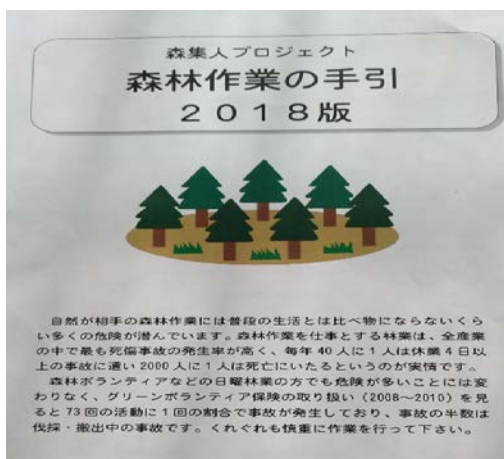 森集人プロジェクト
森林作業の手引
2018版
自然が相手の森林作業には普段の生活とは比べ物にならないくら
い多くの危険が潜んでいます。森林作業を仕事とする林業は、全産業
の中で最も死傷事故の発生率が高く、毎年40人に1人は休業4日以
上の事故に遭い2000人に1人は死亡にいたるというのが実情です。
森林ボランティアなどの日曜林業の方でも危険が多いことには変
わりなく、グリーンボランティア保険の取り扱い（2008～2010）を見
ると73回の活動に1回の割合で事故が発生しており、事故の半数は
伐採・搬出中の事故です。くれぐれも慎重に作業を行って下さい。